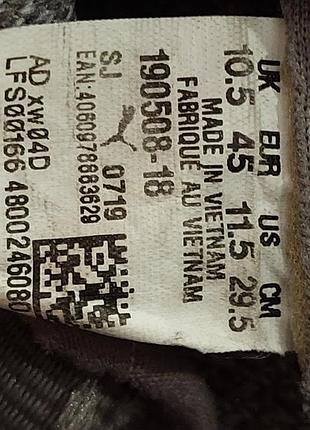 UK EUR US CM
10.5 45 11.5 29.5
MADE IN VIETNAM
FABRIQUE AU VIETNAM
190508-18
SJ 0719
EAN:4060978883629
AD XW04D
LFS00166 4800246080